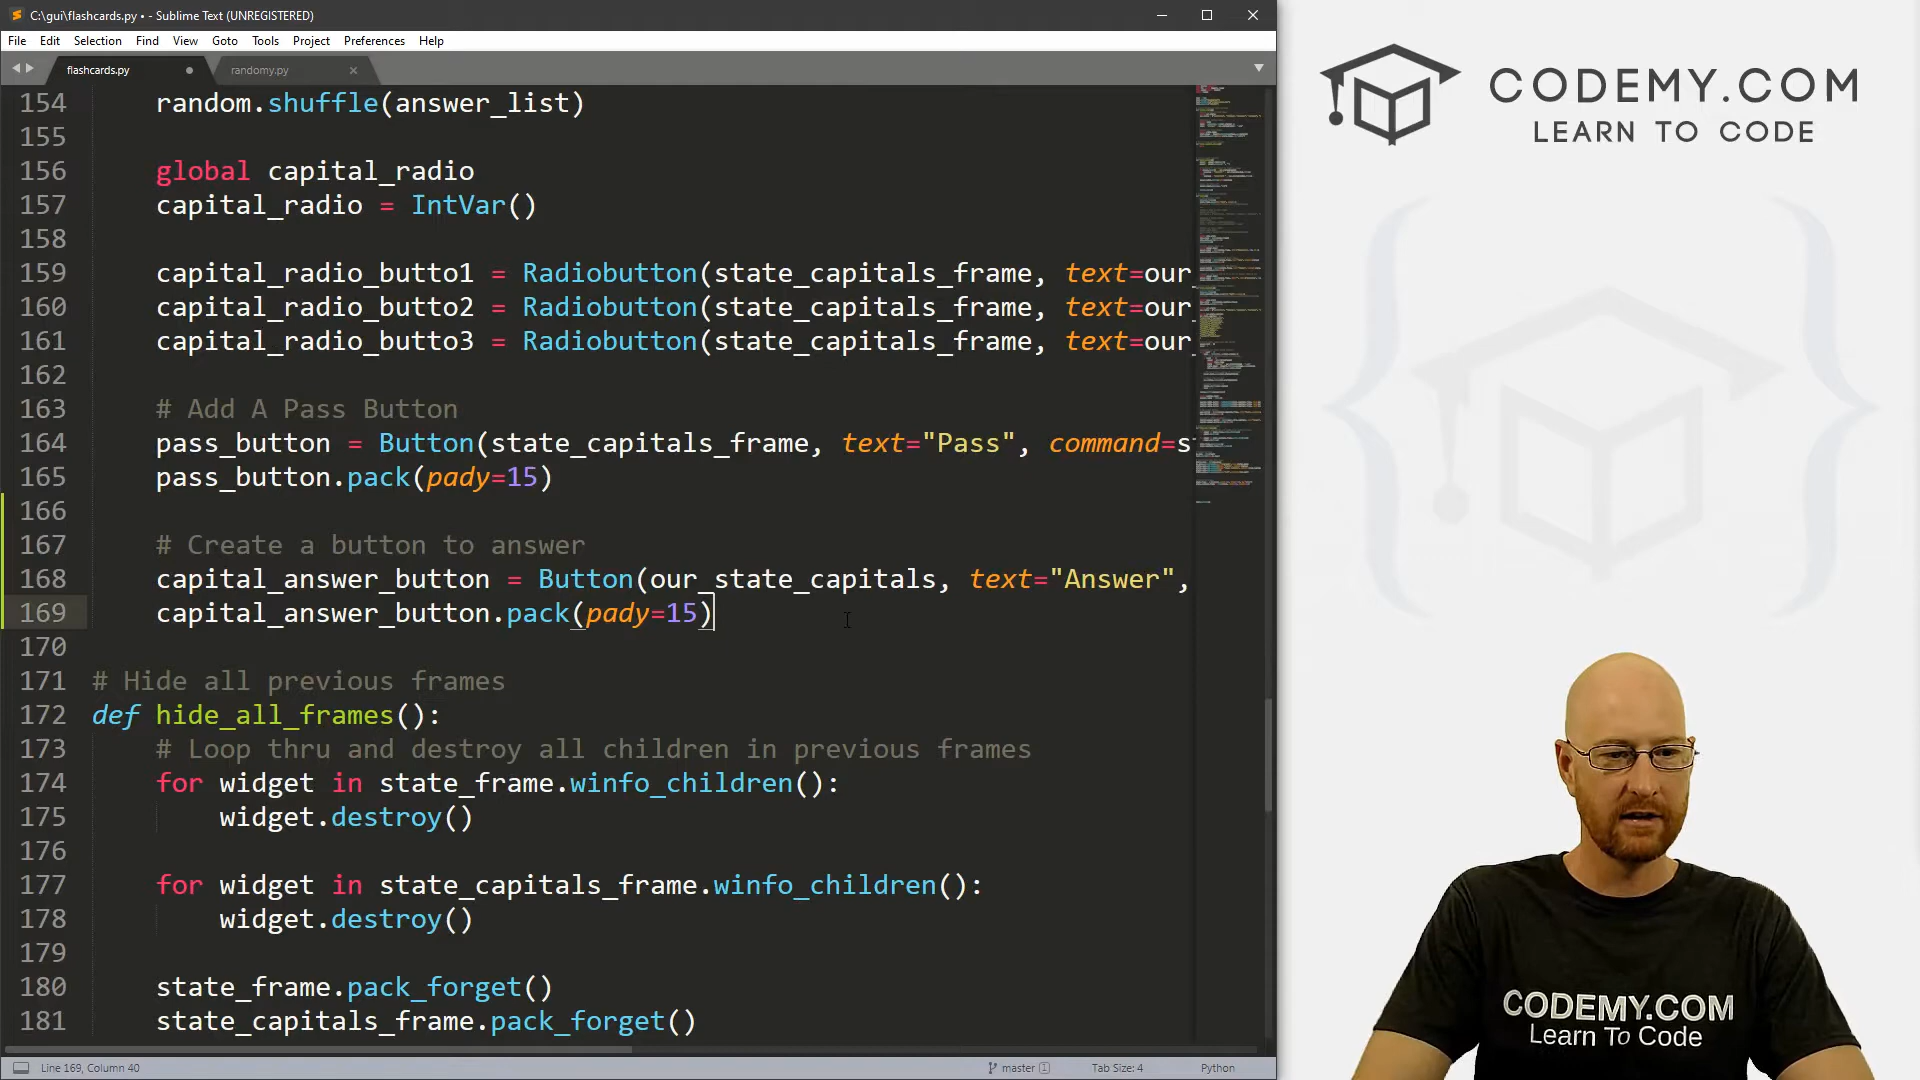 C:\gui\flashcards.py • - Sublime Text (UNREGISTERED)
File Edit Selection Find View Goto Tools Project Preferences Help
flashcards.py
randomy.py
154 random.shuffle(answer_list)
155
156 global capital_radio
157 capital_radio = IntVar()
158
159 capital_radio_butto1 = Radiobutton(state_capitals_frame, text=our_
160 capital_radio_butto2 = Radiobutton(state_capitals_frame, text=our_
161 capital_radio_butto3 = Radiobutton(state_capitals_frame, text=our_
162
163 # Add A Pass Button
164 pass_button = Button(state_capitals_frame, text="Pass", command=s
165 pass_button.pack(pady=15)
166
167 # Create a button to answer
168 capital_answer_button = Button(our_state_capitals, text="Answer",
169 capital_answer_button.pack(pady=15)
170
171 # Hide all previous frames
172 def hide_all_frames():
173 # Loop thru and destroy all children in previous frames
174 for widget in state_frame.winfo_children():
175 widget.destroy()
176
177 for widget in state_capitals_frame.winfo_children():
178 widget.destroy()
179
180 state_frame.pack_forget()
181 state_capitals_frame.pack_forget()
Line 169, Column 40
master 1
Tab Size: 4
Python
CODEMY.COM
LEARN TO CODE
CODEMY.COM
Learn To Code